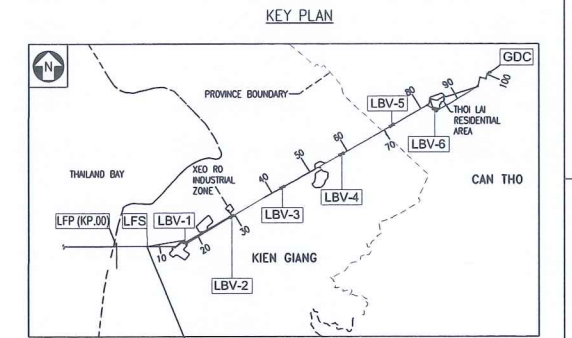 KEY PLAN
N
GDC
PROVINCE BOUNDARY
80
90
100
LBV-5
THOI LAI
RESIDENTIAL
AREA
LBV-6
70
60
50
40
XEO RO
INDUSTRIAL
ZONE
THAILAND BAY
CAN THO
LBV-4
LBV-3
LFP (KP.00)
LFS
LBV-1
30
20
10
KIEN GIANG
LBV-2